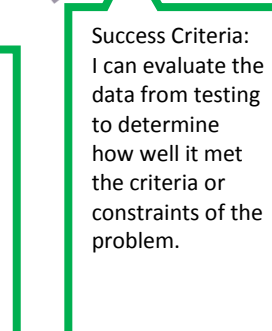 Success Criteria:
I can evaluate the
data from testing
to determine
how well it met
the criteria or
constraints of the
problem.